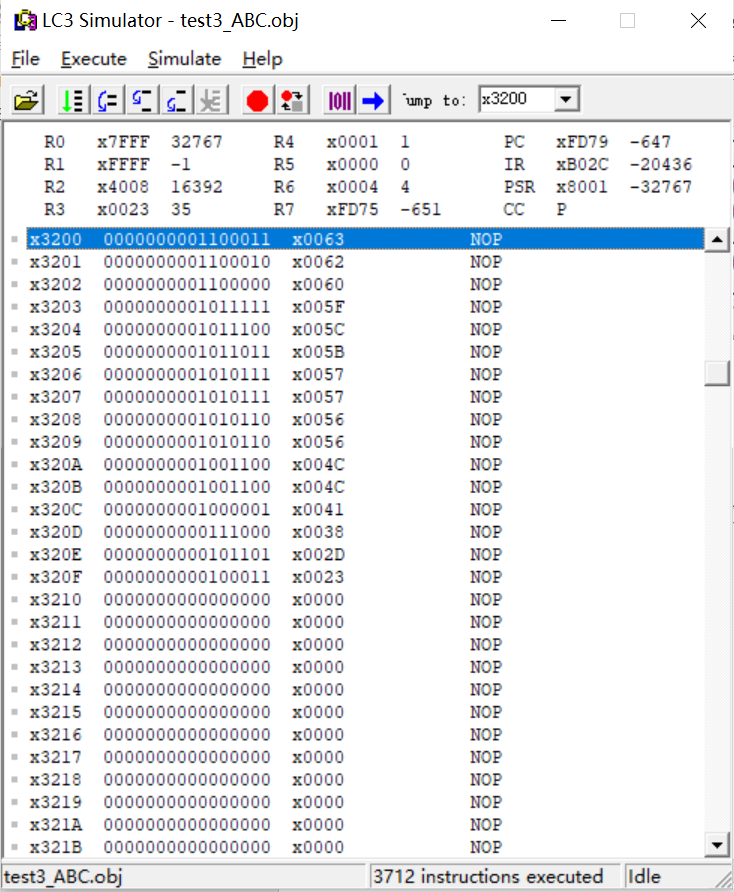 LC3 Simulator - test3_ABC.obj
File Execute Simulate Help
Jump to: x3200
R0 x7FFF 32767 R4 x0001 1 PC xFD79 -647
R1 xFFFF -1 R5 x0000 0 IR xB02C -20436
R2 x4008 16392 R6 x0004 4 PSR x8001 -32767
R3 x0023 35 R7 xFD75 -651 CC P
x3200 0000000001100011 x0063 NOP
x3201 0000000001100010 x0062 NOP
x3202 0000000001100000 x0060 NOP
x3203 0000000001011111 x005F NOP
x3204 0000000001011100 x005C NOP
x3205 0000000001011011 x005B NOP
x3206 0000000001010111 x0057 NOP
x3207 0000000001010111 x0057 NOP
x3208 0000000001010110 x0056 NOP
x3209 0000000001010110 x0056 NOP
x320A 0000000001001100 x004C NOP
x320B 0000000001001100 x004C NOP
x320C 0000000001000001 x0041 NOP
x320D 0000000000111000 x0038 NOP
x320E 0000000000101101 x002D NOP
x320F 0000000000100011 x0023 NOP
x3210 0000000000000000 x0000 NOP
x3211 0000000000000000 x0000 NOP
x3212 0000000000000000 x0000 NOP
x3213 0000000000000000 x0000 NOP
x3214 0000000000000000 x0000 NOP
x3215 0000000000000000 x0000 NOP
x3216 0000000000000000 x0000 NOP
x3217 0000000000000000 x0000 NOP
x3218 0000000000000000 x0000 NOP
x3219 0000000000000000 x0000 NOP
x321A 0000000000000000 x0000 NOP
x321B 0000000000000000 x0000 NOP
test3_ABC.obj 3712 instructions executed Idle